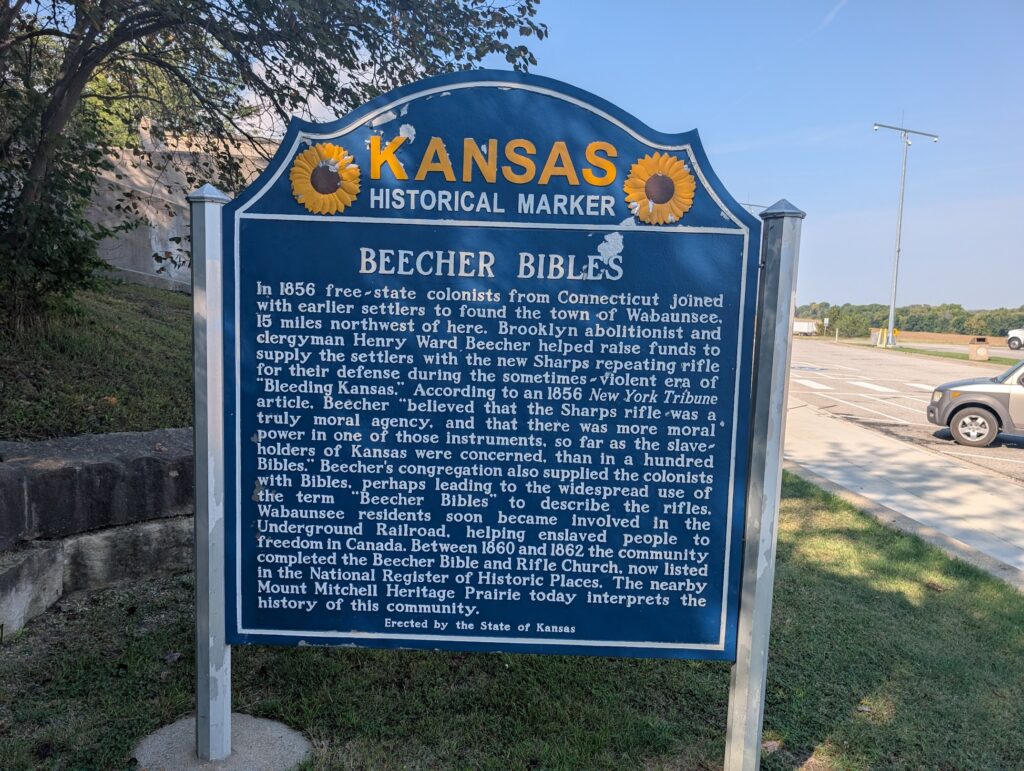 KANSAS
HISTORICAL MARKER
BEECHER BIBLES
In 1856 free-state colonists from Connecticut joined
with earlier settlers to found the town of Wabaunsee,
15 miles northwest of here. Brooklyn abolitionist and
clergyman Henry Ward Beecher helped raise funds to
supply the settlers with the new Sharps repeating rifle
for their defense during the sometimes-violent era of
"Bleeding Kansas." According to an 1856 New York Tribune
article, Beecher "believed that the Sharps rifle was a
truly moral agency, and that there was more moral
power in one of those instruments, so far as the slave-
holders of Kansas were concerned, than in a hundred
Bibles." Beecher's congregation also supplied the colonists
with Bibles, perhaps leading to the widespread use of
the term "Beecher Bibles" to describe the rifles.
Wabaunsee residents soon became involved in the
Underground Railroad, helping enslaved people to
freedom in Canada. Between 1860 and 1862 the community
completed the Beecher Bible and Rifle Church, now listed
in the National Register of Historic Places. The nearby
Mount Mitchell Heritage Prairie today interprets the
history of this community.
Erected by the State of Kansas